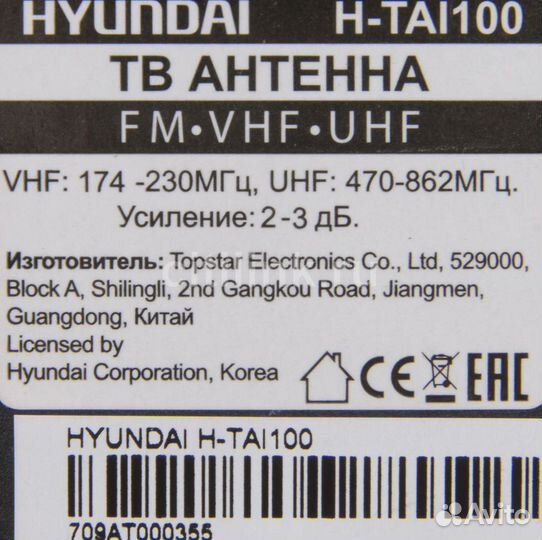 HYUNDAI H-TAI100
ТВ АНТЕННА
FM•VHF•UHF
VHF: 174 -230МГц, UHF: 470-862МГц.
Усиление: 2-3 дБ.
Изготовитель: Topstar Electronics Co., Ltd, 529000,
Block A, Shilingli, 2nd Gangkou Road, Jiangmen,
Guangdong, Китай
Licensed by
Hyundai Corporation, Korea
CE EAC
HYUNDAI H-TAI100
709AT000355
Avito